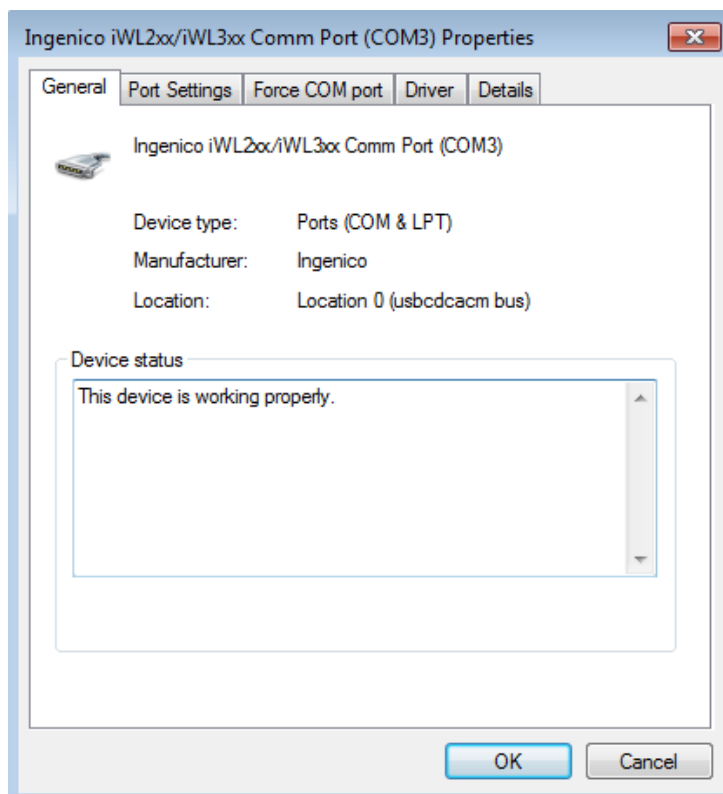 Ingenico iWL2xx/iWL3xx Comm Port (COM3) Properties
General Port Settings Force COM port Driver Details
Ingenico iWL2xx/iWL3xx Comm Port (COM3)
Device type: Ports (COM & LPT)
Manufacturer: Ingenico
Location: Location 0 (usbcdcacm bus)
Device status
This device is working properly.
OK Cancel